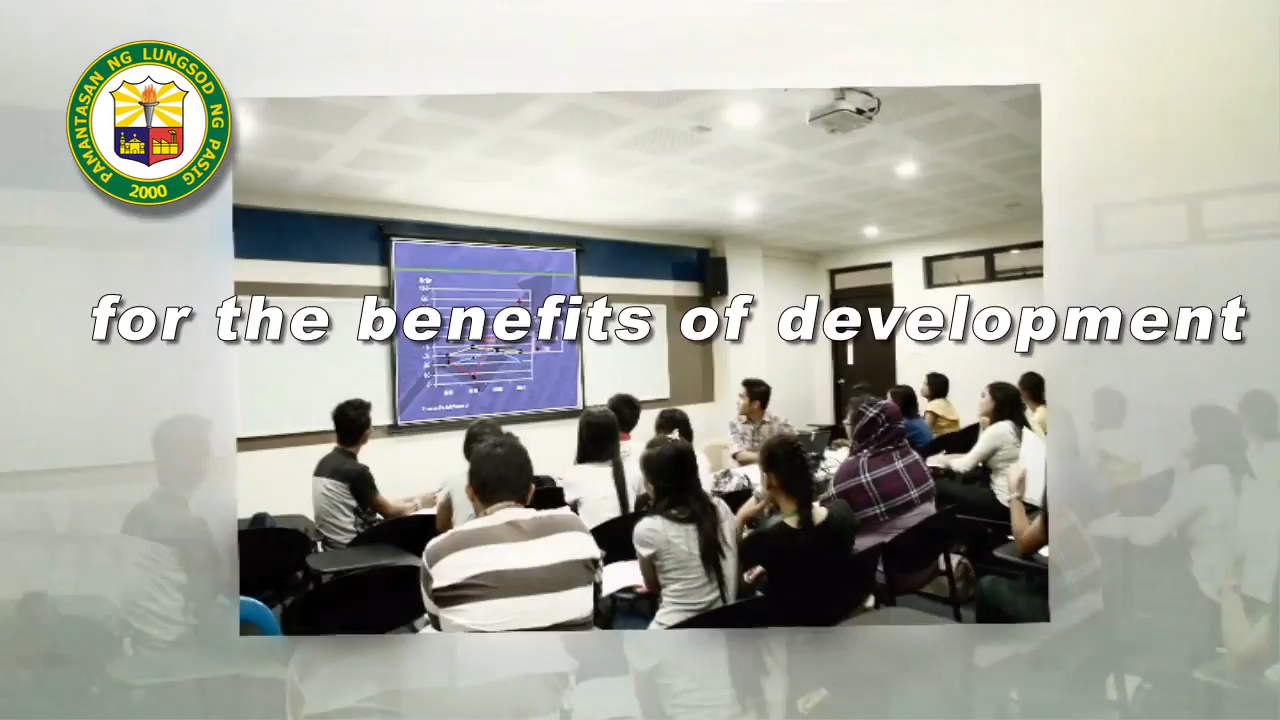 PAMANTASAN NG LUNGSOD NG PASIG
2000
for the benefits of development